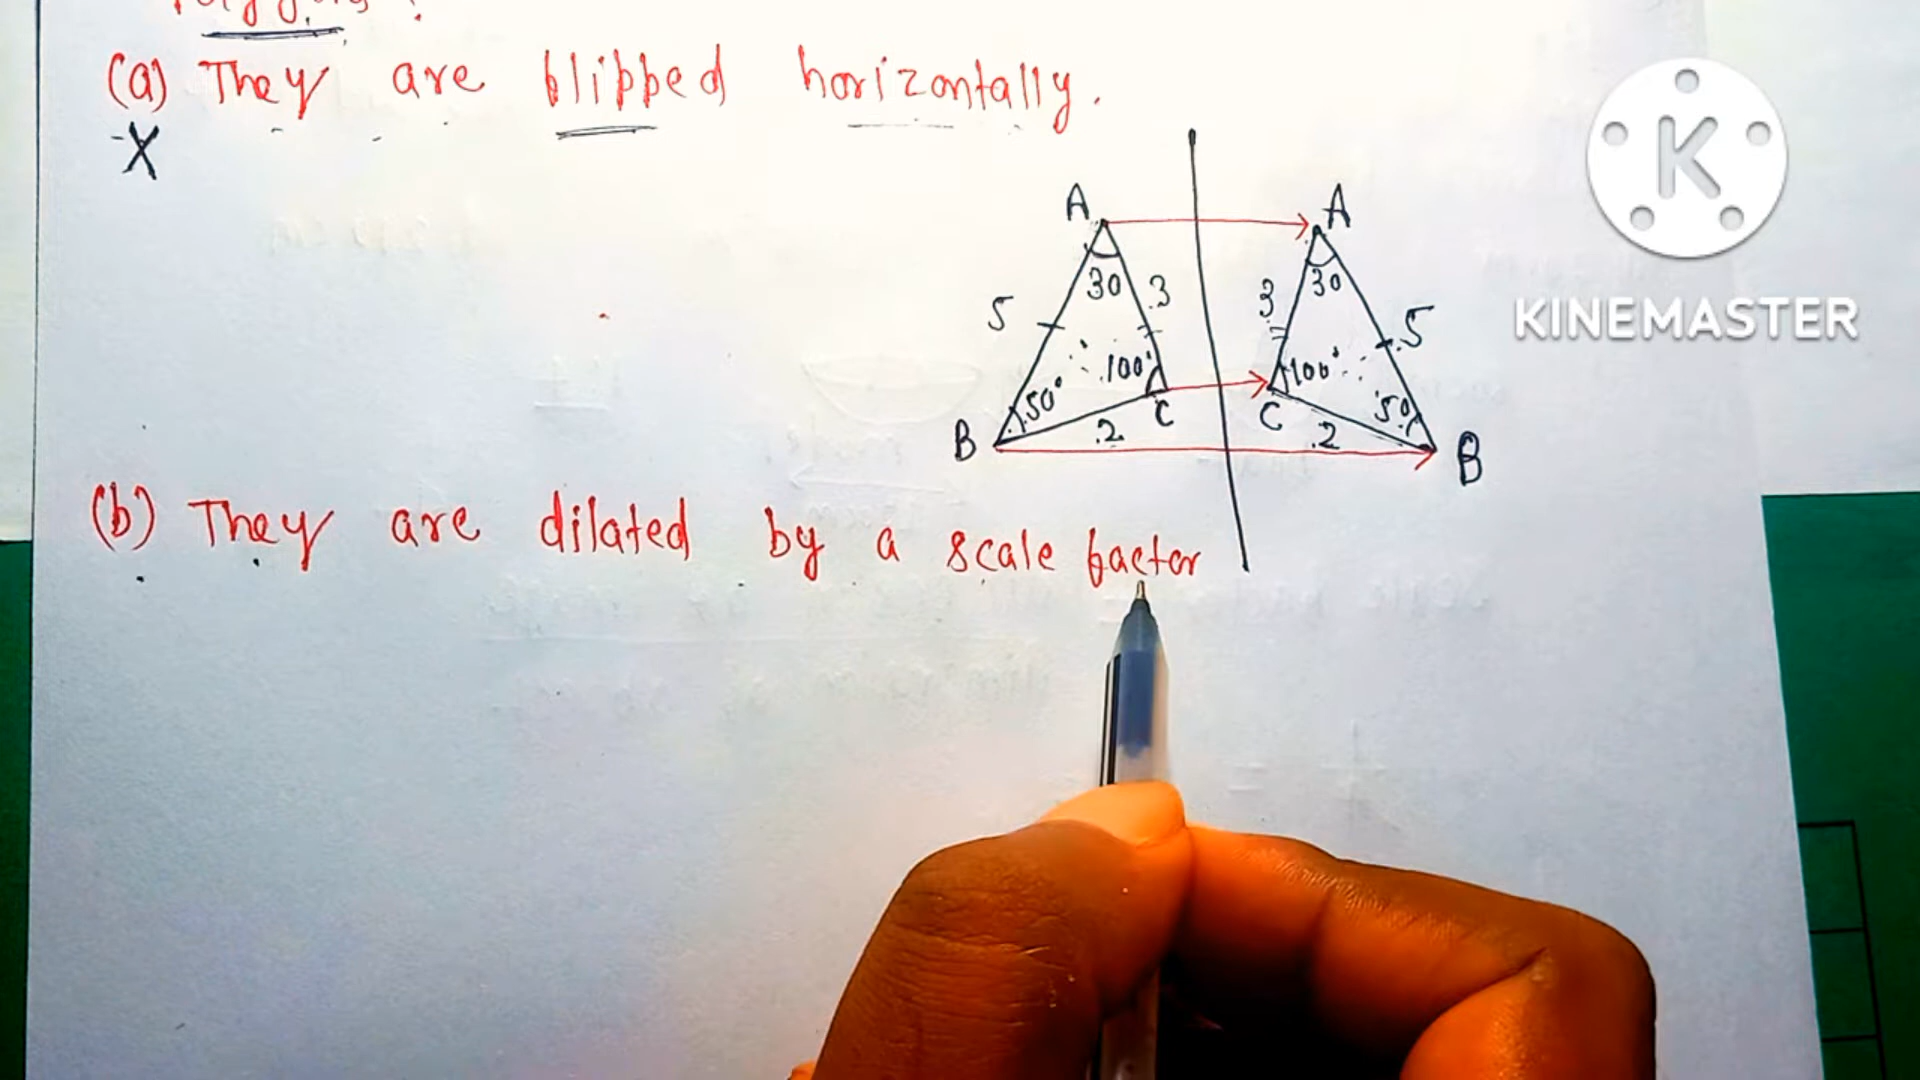 (a) They are flipped horizontally.
X
A A
30 3 3 30
5 5
100° 100°
50° 50
B C C B
2 2
(b) They are dilated by a scale factor
K
KINEMASTER